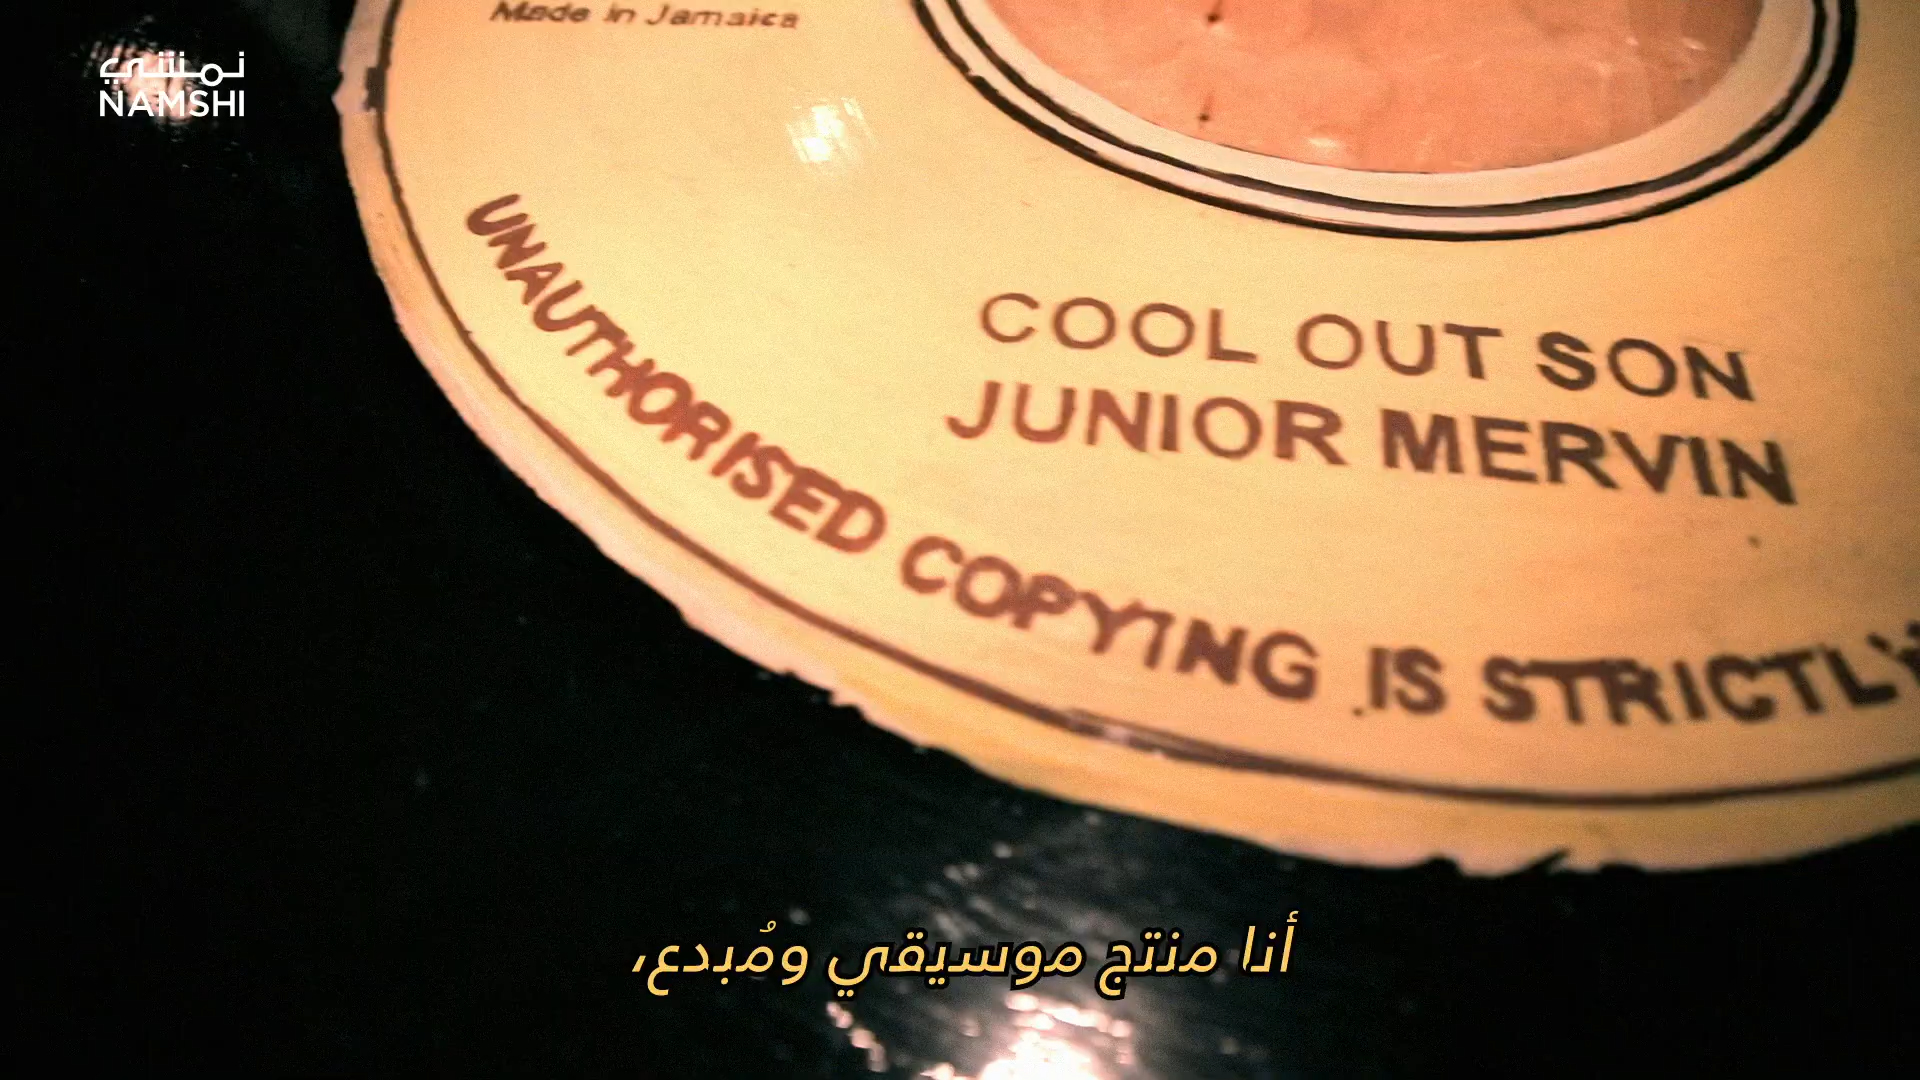 Made in Jamaica
نمشي
NAMSHI
COOL OUT SON
JUNIOR MERVIN
UNAUTHORISED COPYING IS STRICTLY
أنا منتج موسيقي ومُبدع،